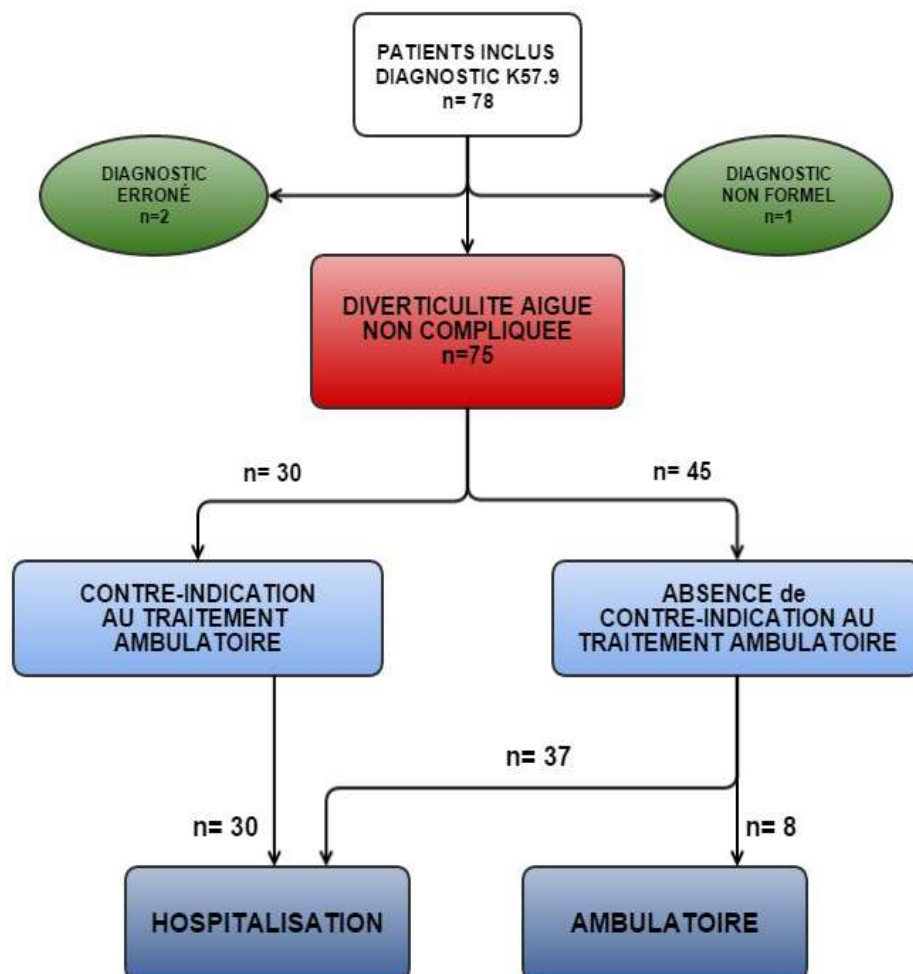 PATIENTS INCLUS
DIAGNOSTIC K57.9
n= 78
DIAGNOSTIC
ERRONÉ
n=2
DIAGNOSTIC
NON FORMEL
n=1
DIVERTICULITE AIGUE
NON COMPLIQUEE
n=75
n= 30
n= 45
CONTRE-INDICATION
AU TRAITEMENT
AMBULATOIRE
ABSENCE de
CONTRE-INDICATION AU
TRAITEMENT AMBULATOIRE
n= 37
n= 30
n= 8
HOSPITALISATION
AMBULATOIRE